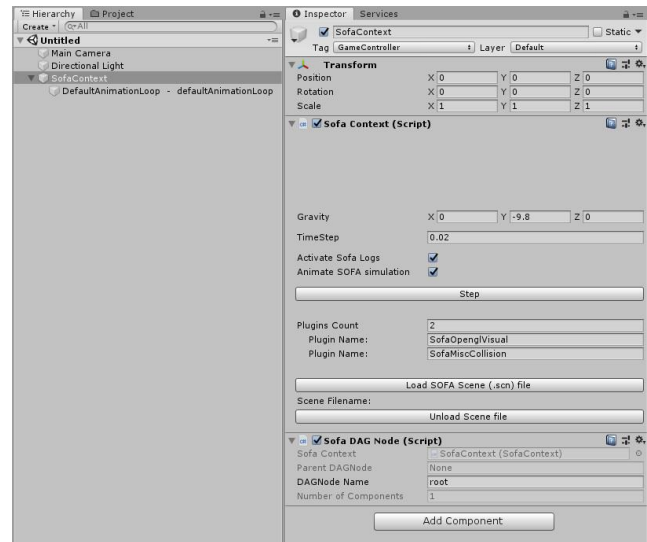 Hierarchy Project
Create Q▾All
Untitled
Main Camera
Directional Light
SofaContext
DefaultAnimationLoop - defaultAnimationLoop
Inspector Services
SofaContext Static
Tag GameController Layer Default
Transform
Position X 0 Y 0 Z 0
Rotation X 0 Y 0 Z 0
Scale X 1 Y 1 Z 1
Sofa Context (Script)
Gravity X 0 Y -9.8 Z 0
TimeStep 0.02
Activate Sofa Logs
Animate SOFA simulation
Step
Plugins Count 2
Plugin Name: SofaOpenglVisual
Plugin Name: SofaMiscCollision
Load SOFA Scene (.scn) file
Scene Filename:
Unload Scene file
Sofa DAG Node (Script)
Sofa Context SofaContext (SofaContext)
Parent DAGNode None
DAGNode Name root
Number of Components 1
Add Component